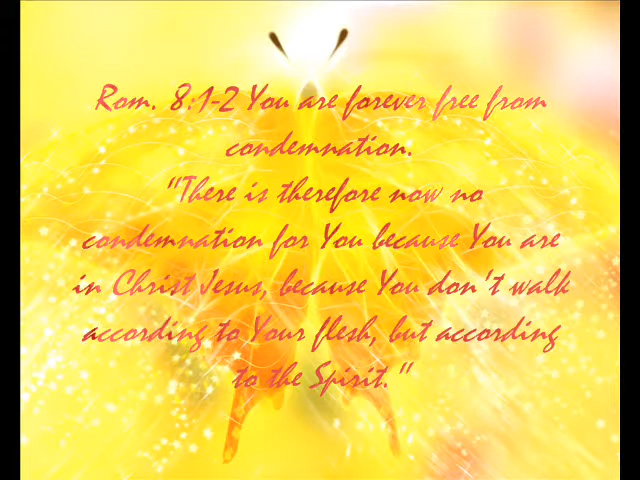 Rom. 8:1-2 You are forever free from
condemnation.
"There is therefore now no
condemnation for You because You are
in Christ Jesus, because You don't walk
according to Your flesh, but according
to the Spirit."